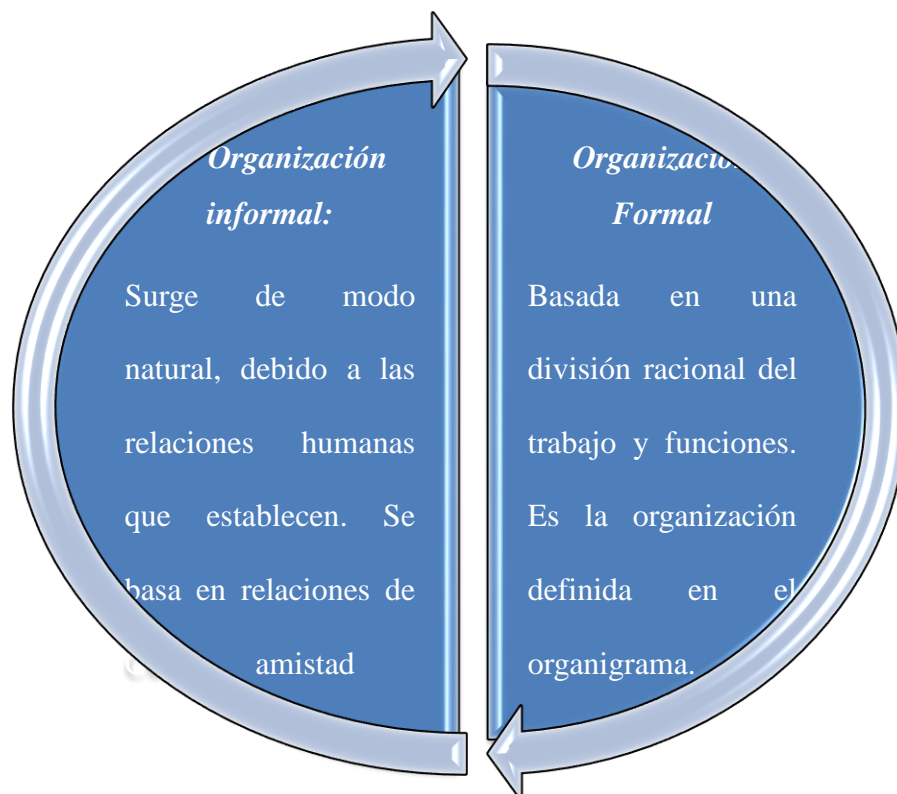 Organización
informal:
Surge de modo
natural, debido a las
relaciones humanas
que establecen. Se
basa en relaciones de
amistad
Organización
Formal
Basada en una
división racional del
trabajo y funciones.
Es la organización
definida en el
organigrama.